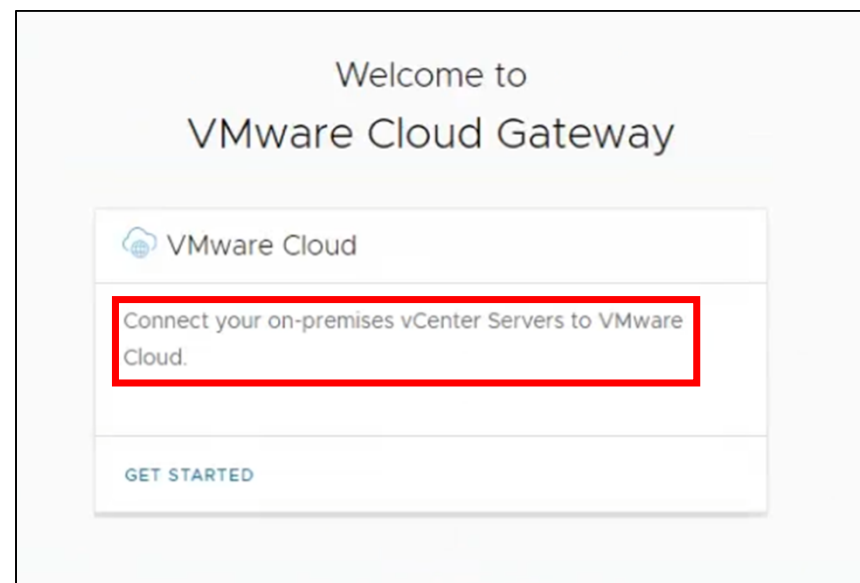 Welcome to
VMware Cloud Gateway
VMware Cloud
Connect your on-premises vCenter Servers to VMware
Cloud.
GET STARTED